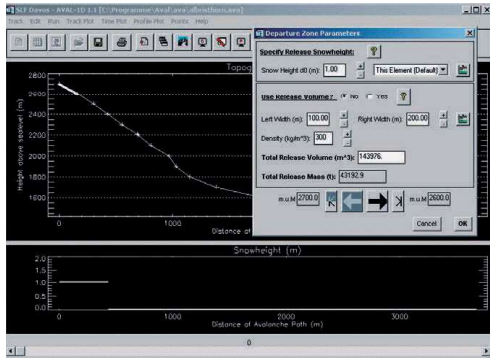 SLF Davos - AVAL-1D 1.1 [C:\Programme\Aval\ava\albristhorn.ava]
Track Edit Run Track Plot Time Plot Profile Plot Points Help
Departure Zone Parameters
Specify Release Snowheight:
?
Snow Height d0 (m): 1.00
This Element (Default)
Use Release Volume?
No
Yes
?
Left Width (m): 100.00
Right Width (m): 200.00
Density (kg/m^3): 300
Total Release Volume (m^3): 143976.
Total Release Mass (t): 43192.9
m.u.M 2700.0
m.u.M 2600.0
Cancel
OK
Topog
Height above sealevel (m)
2800
2600
2400
2200
2000
1800
1600
0
1000
Distance of
Snowheight (m)
2.0
1.5
1.0
0.5
0.0
0
1000
2000
3000
Distance of Avalanche Path (m)
0